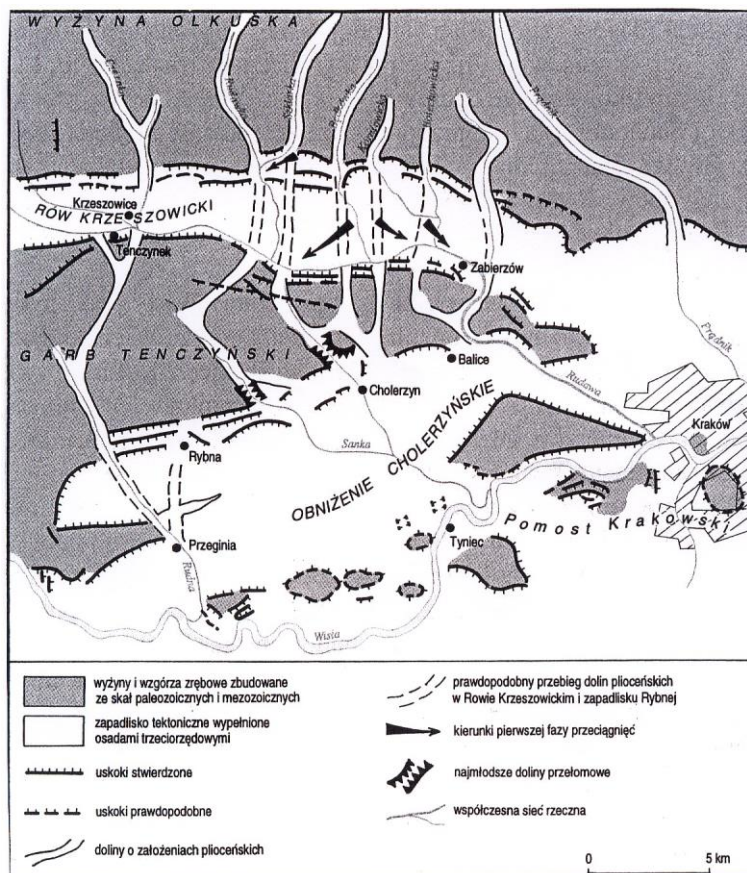 WYŻYNA OLKUSKA
Prądnik
Krzeszowice
RÓW KRZESZOWICKI
Tenczynek
Zabierzów
GARB TENCZYŃSKI
Balice
Prądnik
Rudawa
Cholerzyn
Kraków
Rybna
Sanka
OBNIŻENIE CHOLERZYŃSKIE
Pomost Krakowski
Przeginia
Tyniec
Rudna
Wisła
wyżyny i wzgórza zrębowe zbudowane
ze skał paleozoicznych i mezozoicznych
zapadlisko tektoniczne wypełnione
osadami trzeciorzędowymi
uskoki stwierdzone
uskoki prawdopodobne
doliny o założeniach plioceńskich
prawdopodobny przebieg dolin plioceńskich
w Rowie Krzeszowickim i zapadlisku Rybnej
kierunki pierwszej fazy przeciągnięć
najmłodsze doliny przełomowe
współczesna sieć rzeczna
0 5 km